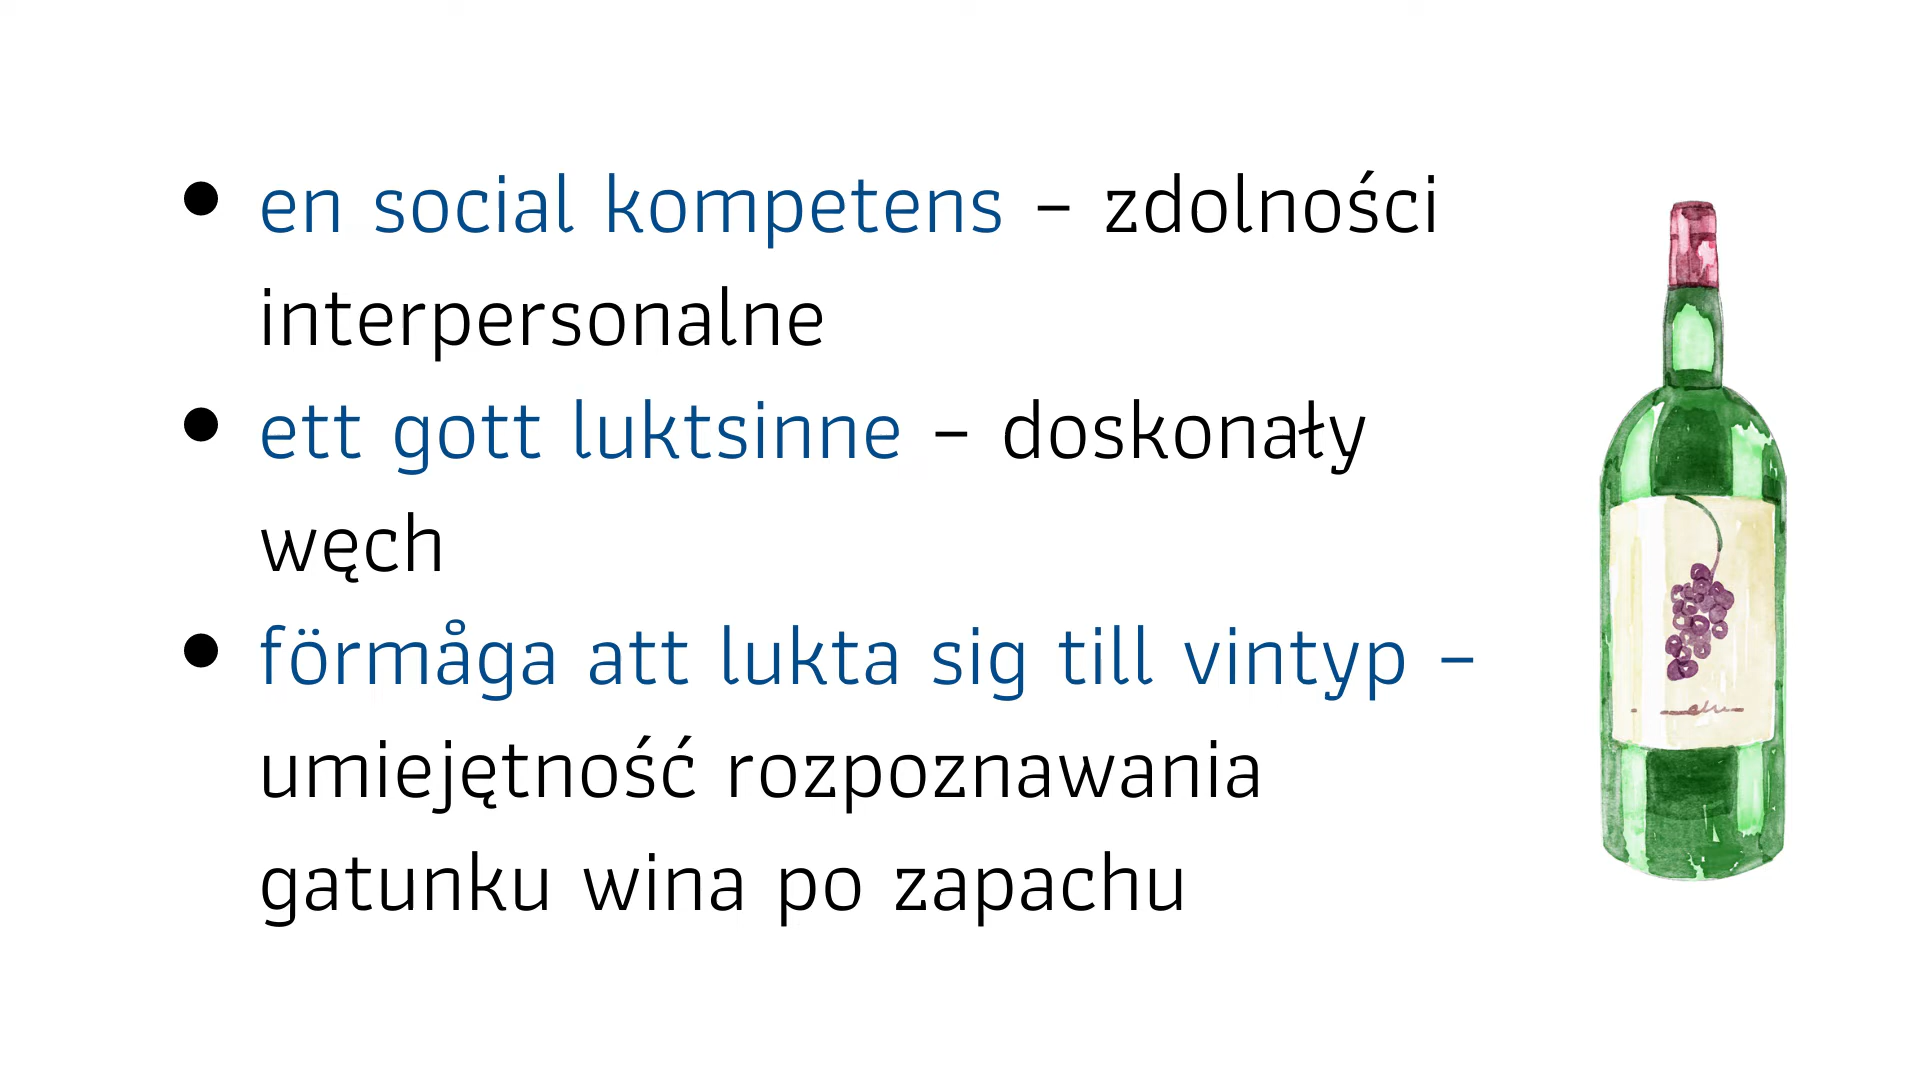 • en social kompetens – zdolności
interpersonalne
• ett gott luktsinne – doskonały
węch
• förmåga att lukta sig till vintyp –
umiejętność rozpoznawania
gatunku wina po zapachu